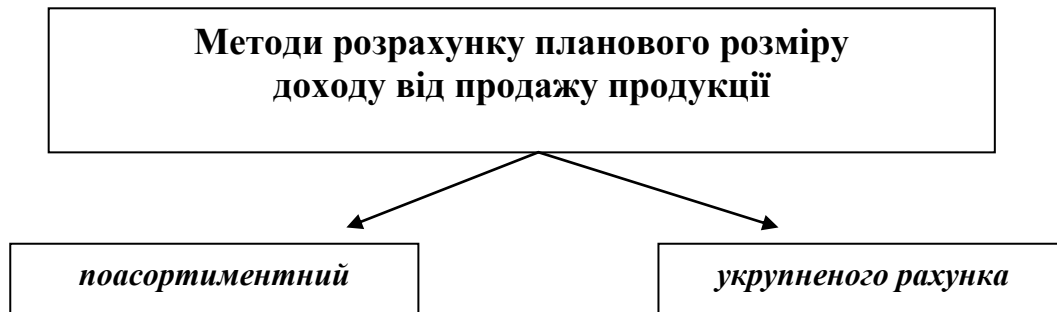 Методи розрахунку планового розміру
доходу від продажу продукції
поасортиментний
укрупненого рахунка